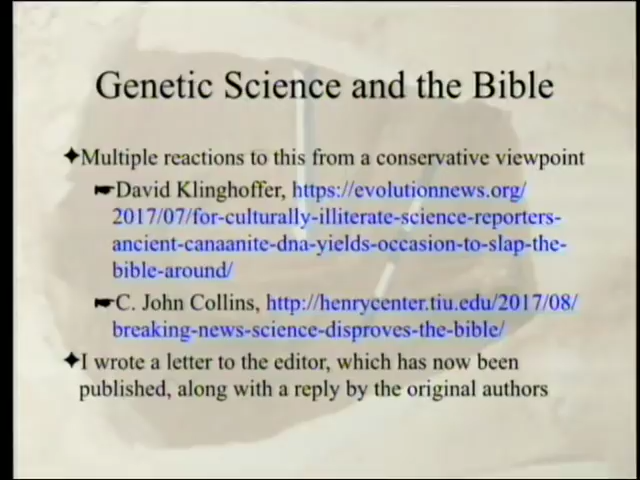 Genetic Science and the Bible
✦Multiple reactions to this from a conservative viewpoint
☛David Klinghoffer, https://evolutionnews.org/
2017/07/for-culturally-illiterate-science-reporters-
ancient-canaanite-dna-yields-occasion-to-slap-the-
bible-around/
☛C. John Collins, http://henrycenter.tiu.edu/2017/08/
breaking-news-science-disproves-the-bible/
✦I wrote a letter to the editor, which has now been
published, along with a reply by the original authors